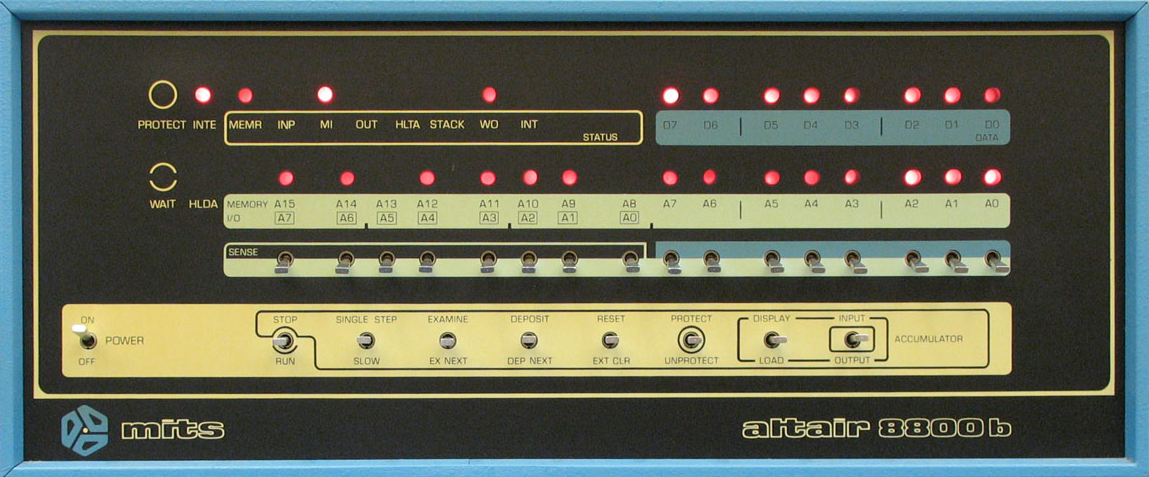 PROTECT INTE MEMR INP MI OUT HLTA STACK WO INT D7 D6 D5 D4 D3 D2 D1 D0
STATUS DATA
WAIT HLDA MEMORY A15 A14 A13 A12 A11 A10 A9 A8 A7 A6 A5 A4 A3 A2 A1 A0
I/O A7 A6 A5 A4 A3 A2 A1 A0
SENSE
ON STOP SINGLE STEP EXAMINE DEPOSIT RESET PROTECT DISPLAY INPUT
POWER ACCUMULATOR
OFF RUN SLOW EX NEXT DEP NEXT EXT CLR UNPROTECT LOAD OUTPUT
mits altair 8800b